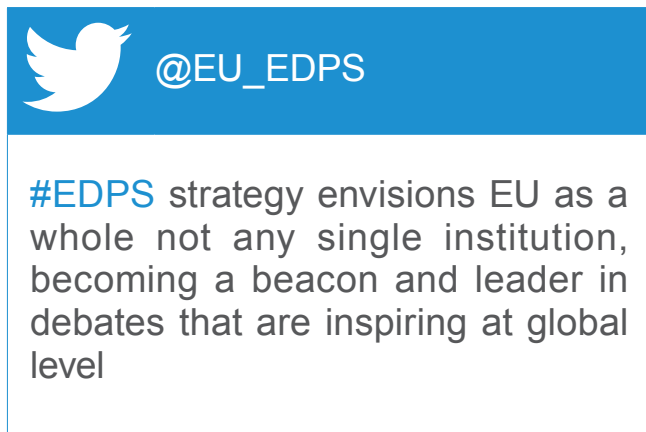 @EU_EDPS
#EDPS strategy envisions EU as a
whole not any single institution,
becoming a beacon and leader in
debates that are inspiring at global
level